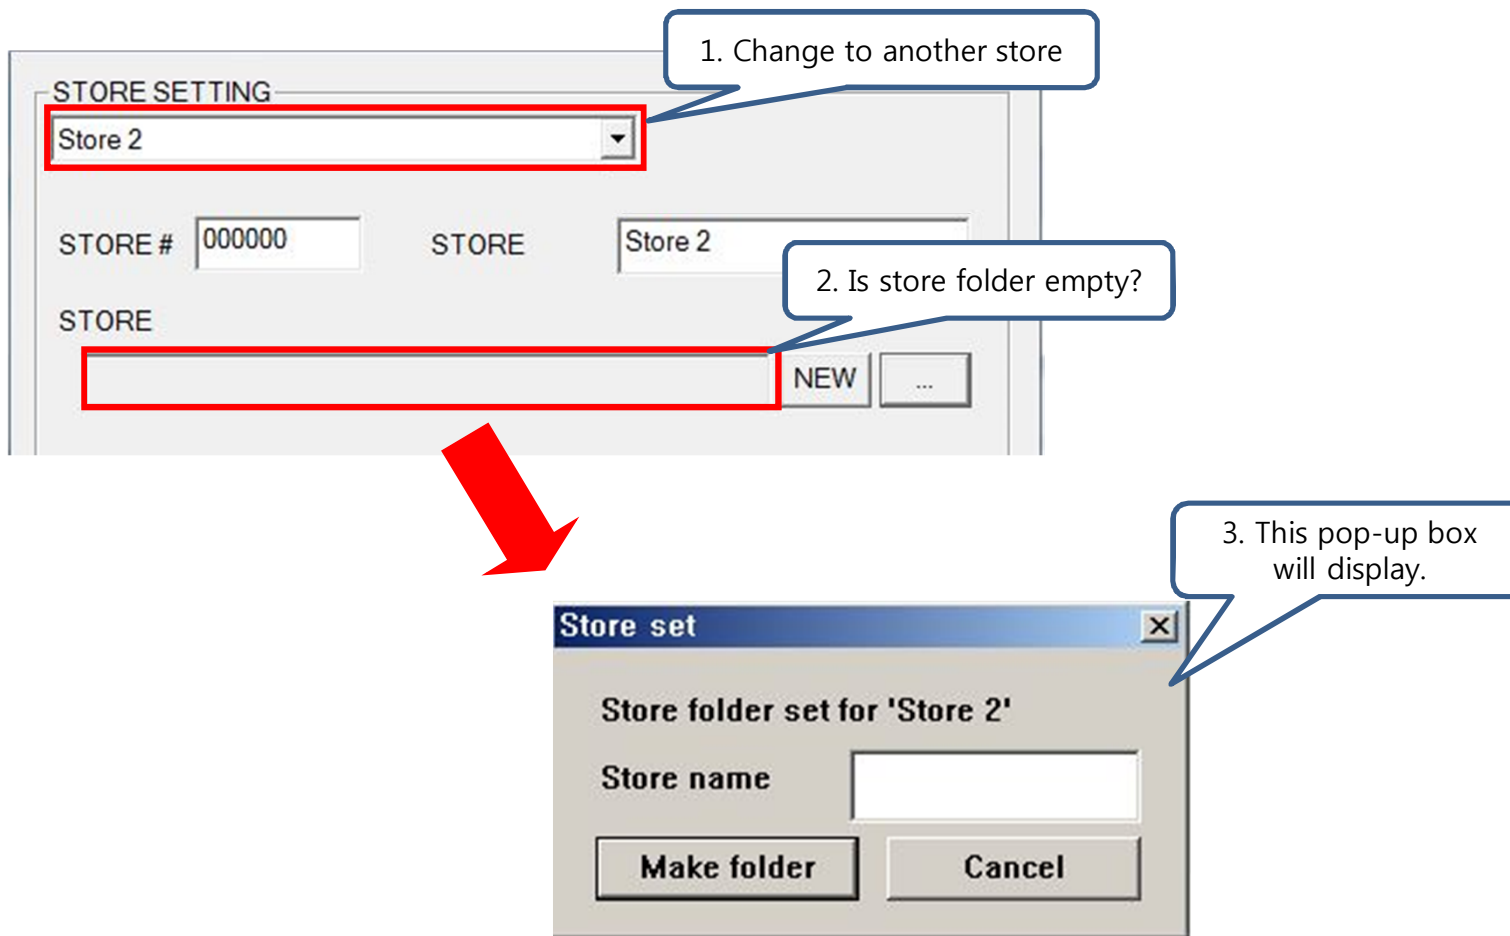 1. Change to another store
STORE SETTING
Store 2
STORE # 000000 STORE Store 2
2. Is store folder empty?
STORE
NEW ...
3. This pop-up box
will display.
Store set
Store folder set for 'Store 2'
Store name
Make folder Cancel